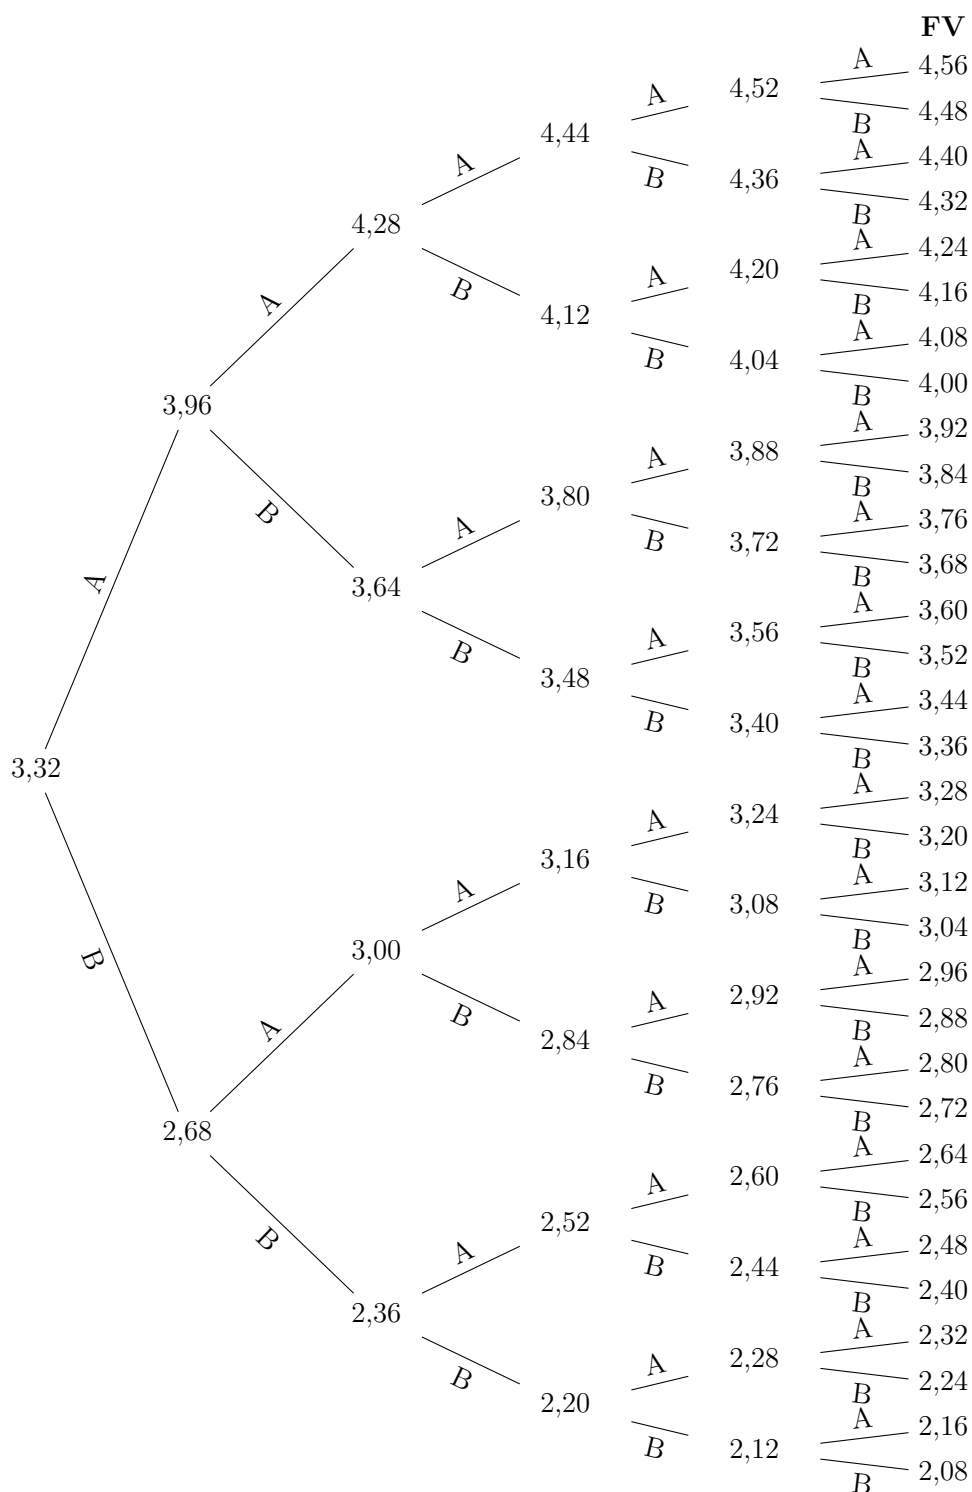 FV
A 4,56
A 4,52
4,48
A B
4,44 A 4,40
B 4,36
A 4,32
B
4,28 A 4,24
A 4,20
4,16
B B
A 4,12 A 4,08
B 4,04
4,00
B
3,96 A 3,92
A 3,88
3,84
B
A 3,80 A 3,76
B B 3,72
3,68
B
3,64 A 3,60
A 3,56
3,52
B B
3,48 A 3,44
B 3,40
3,36
B
A
3,32
A 3,28
A 3,24
3,20
B
3,16 A 3,12
A B 3,08
3,04
B
3,00 A 2,96
A 2,92
2,88
B B
A 2,84 A 2,80
B 2,76
2,72
B
B
2,68 A 2,64
A 2,60
2,56
B
2,52 A 2,48
B A B 2,44
2,40
B
2,36 A 2,32
A 2,28
2,24
B B
2,20 A 2,16
B 2,12
2,08
B